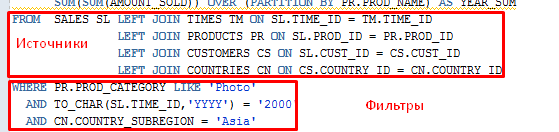 SUM(SUM(AMOUNT_SOLD)) OVER (PARTITION BY PR.PROD_NAME) AS YEAR_SUM
FROM SALES SL LEFT JOIN TIMES TM ON SL.TIME_ID = TM.TIME_ID
Источники
LEFT JOIN PRODUCTS PR ON SL.PROD_ID = PR.PROD_ID
LEFT JOIN CUSTOMERS CS ON SL.CUST_ID = CS.CUST_ID
LEFT JOIN COUNTRIES CN ON CS.COUNTRY_ID = CN.COUNTRY_ID
WHERE PR.PROD_CATEGORY LIKE 'Photo'
AND TO_CHAR(SL.TIME_ID,'YYYY') = '2000'
Фильтры
AND CN.COUNTRY_SUBREGION = 'Asia'